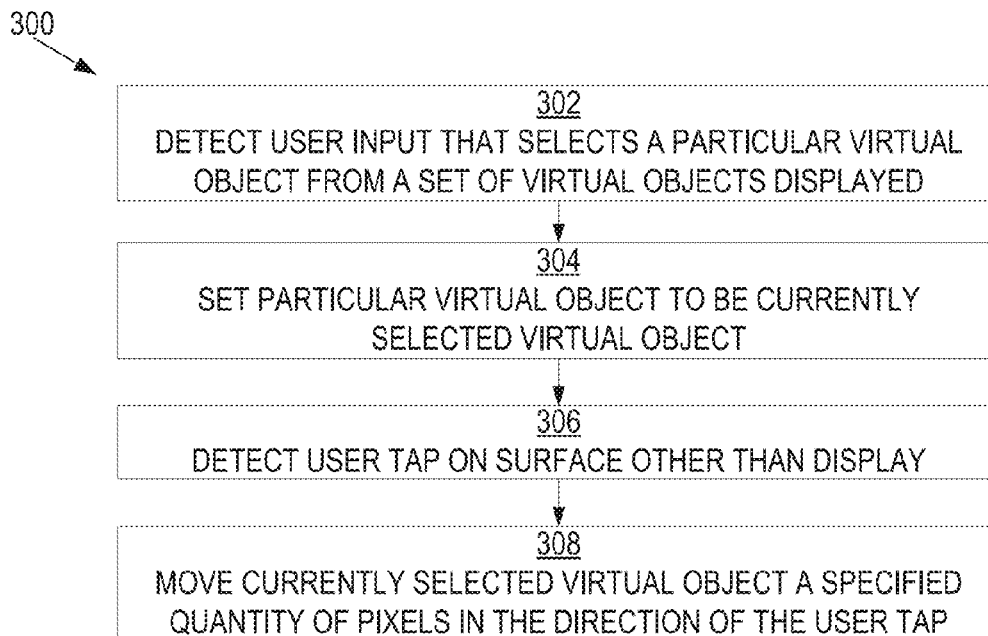 300
302
DETECT USER INPUT THAT SELECTS A PARTICULAR VIRTUAL
OBJECT FROM A SET OF VIRTUAL OBJECTS DISPLAYED
304
SET PARTICULAR VIRTUAL OBJECT TO BE CURRENTLY
SELECTED VIRTUAL OBJECT
306
DETECT USER TAP ON SURFACE OTHER THAN DISPLAY
308
MOVE CURRENTLY SELECTED VIRTUAL OBJECT A SPECIFIED
QUANTITY OF PIXELS IN THE DIRECTION OF THE USER TAP